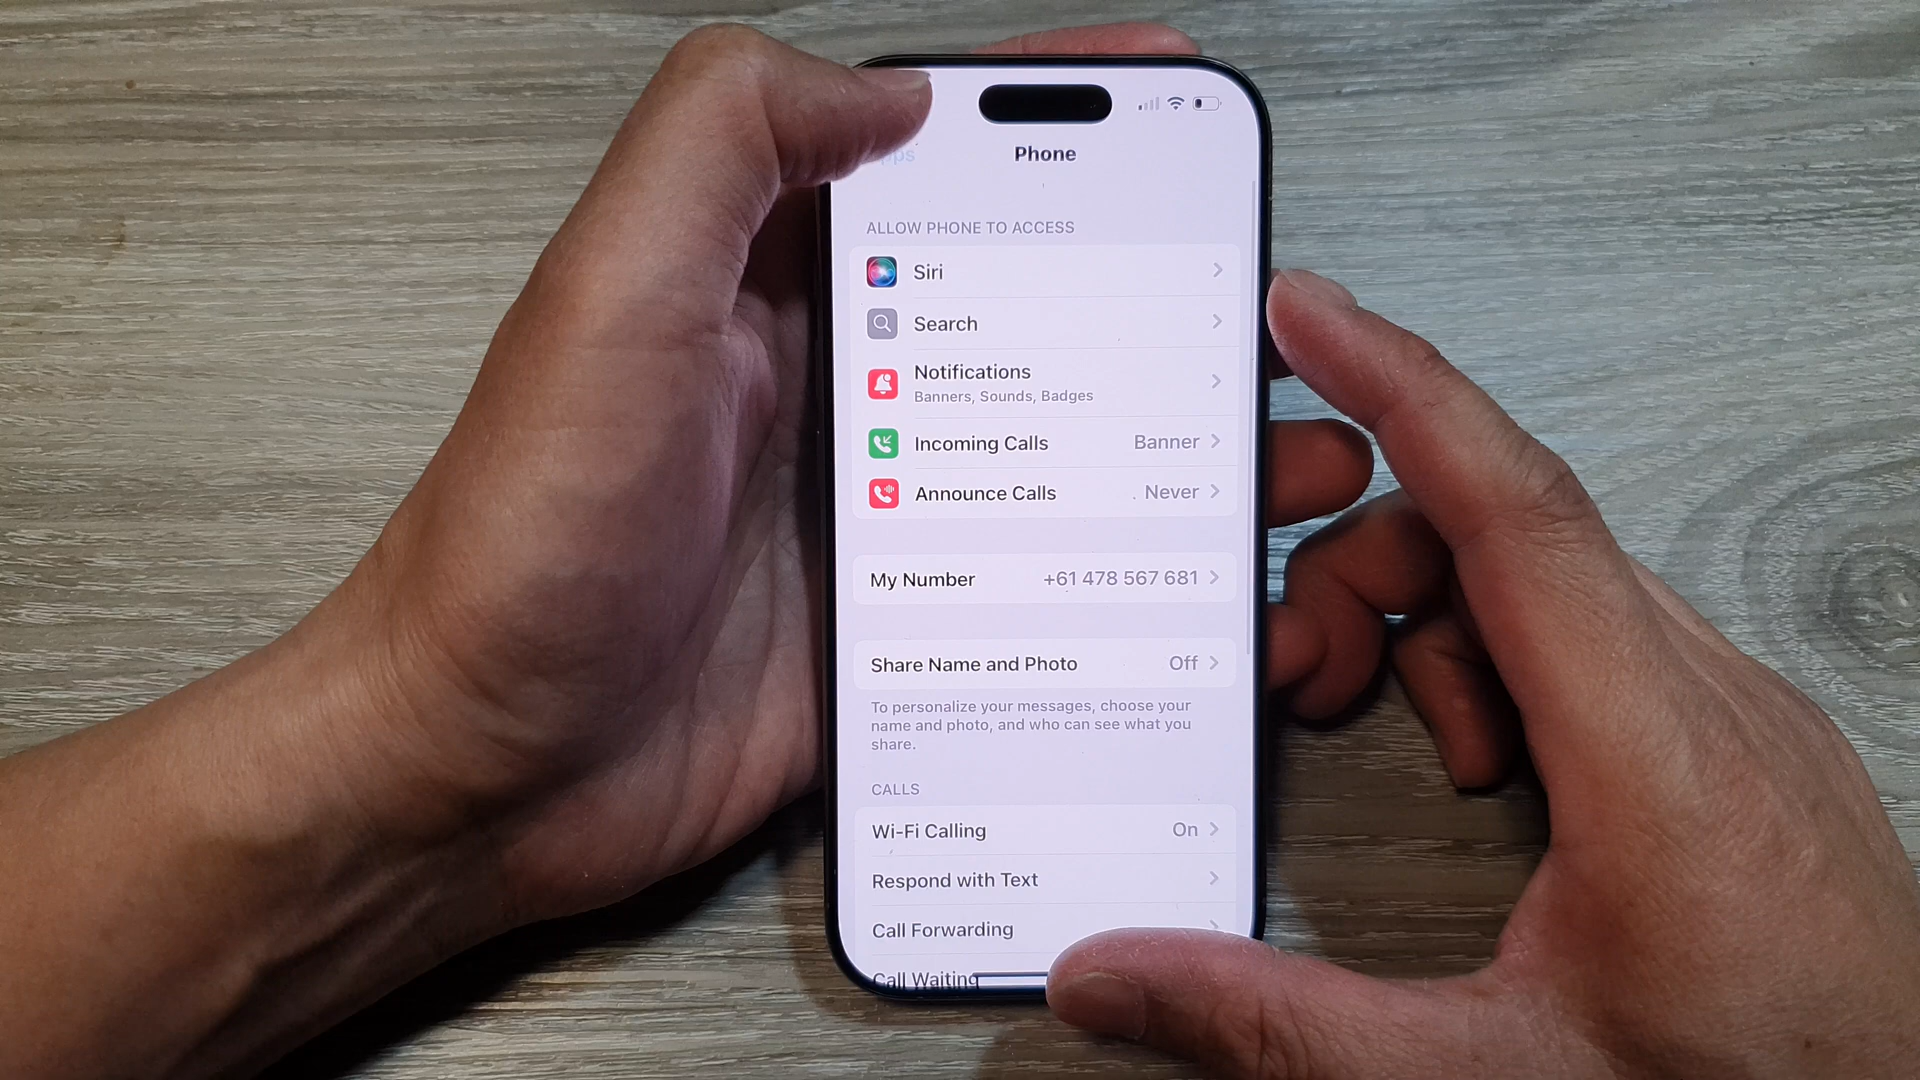 Phone
ALLOW PHONE TO ACCESS
Siri
Search
Notifications
Banners, Sounds, Badges
Incoming Calls Banner
Announce Calls Never
My Number +61 478 567 681
Share Name and Photo Off
To personalize your messages, choose your
name and photo, and who can see what you
share.
CALLS
Wi-Fi Calling On
Respond with Text
Call Forwarding
Call Waiting